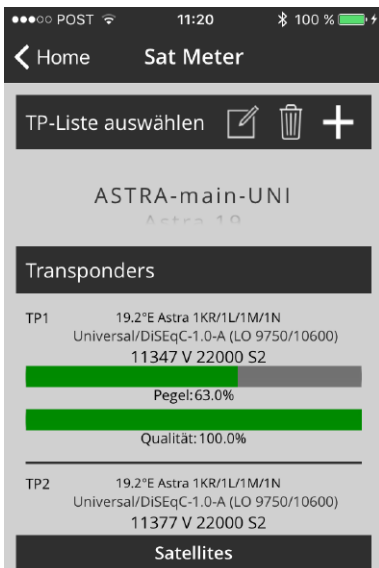 POST 11:20 100 %
Home Sat Meter
TP-Liste auswählen
ASTRA-main-UNI
Astra 19
Transponders
TP1 19.2°E Astra 1KR/1L/1M/1N
Universal/DiSEqC-1.0-A (LO 9750/10600)
11347 V 22000 S2
Pegel:63.0%
Qualität:100.0%
TP2 19.2°E Astra 1KR/1L/1M/1N
Universal/DiSEqC-1.0-A (LO 9750/10600)
11377 V 22000 S2
Satellites